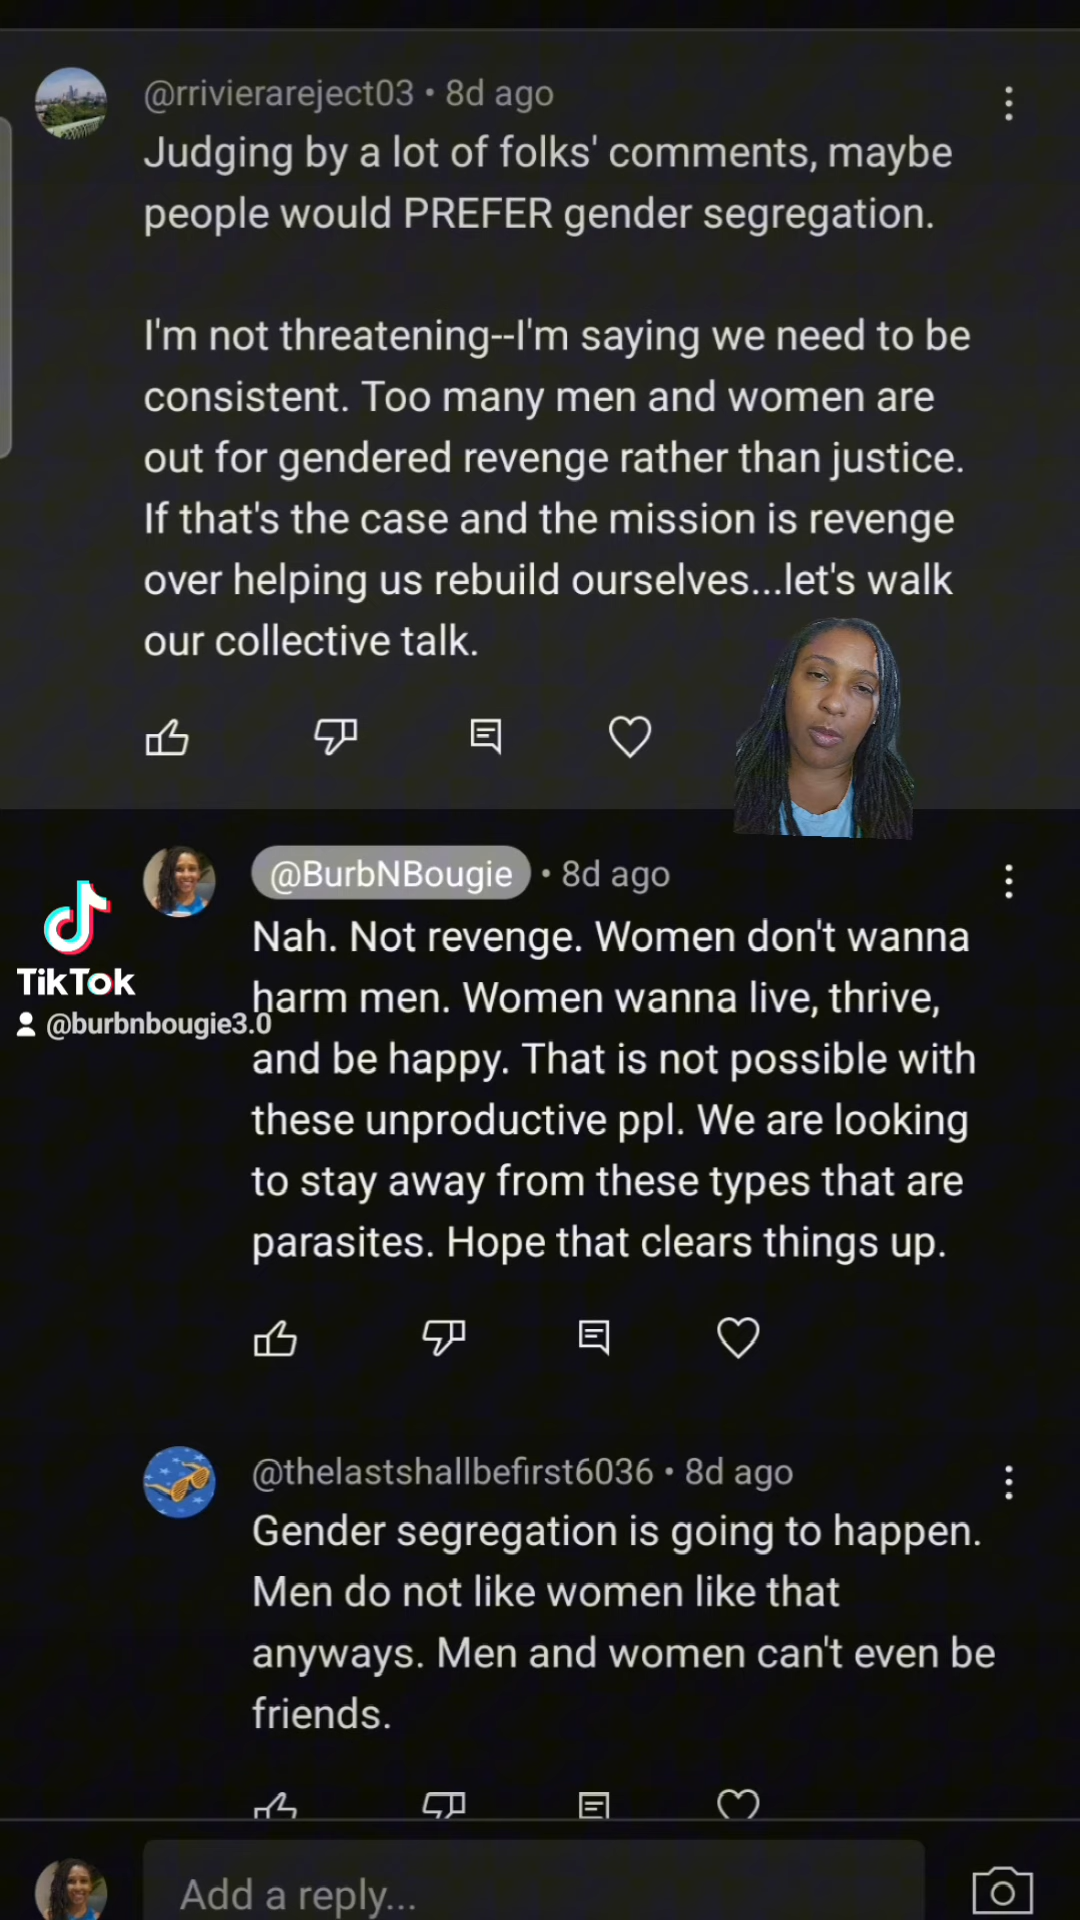 @rrivierareject03 • 8d ago
Judging by a lot of folks' comments, maybe
people would PREFER gender segregation.
I'm not threatening--I'm saying we need to be
consistent. Too many men and women are
out for gendered revenge rather than justice.
If that's the case and the mission is revenge
over helping us rebuild ourselves...let's walk
our collective talk.
@BurbNBougie • 8d ago
Nah. Not revenge. Women don't wanna
harm men. Women wanna live, thrive,
and be happy. That is not possible with
these unproductive ppl. We are looking
to stay away from these types that are
parasites. Hope that clears things up.
TikTok
@burbnbougie3.0
@thelastshallbefirst6036 • 8d ago
Gender segregation is going to happen.
Men do not like women like that
anyways. Men and women can't even be
friends.
Add a reply...